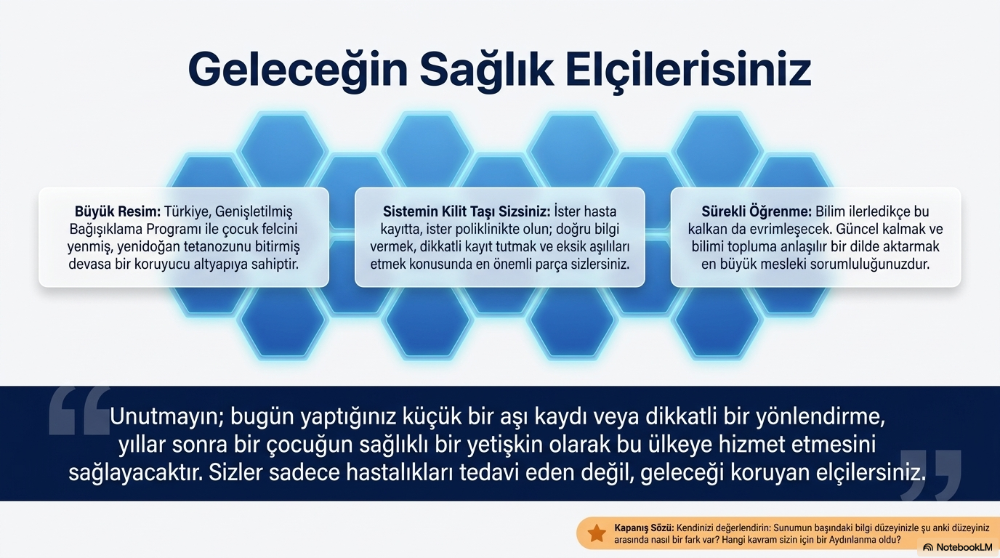 Geleceğin Sağlık Elçilerisiniz
Büyük Resim: Türkiye, Genişletilmiş
Bağışıklama Programı ile çocuk felcini
yenmiş, yenidoğan tetanozunu bitirmiş
devasa bir koruyucu altyapıya sahiptir.
Sistemin Kilit Taşı Sizsiniz: İster hasta
kayıtta, ister poliklinikte olun; doğru bilgi
vermek, dikkatli kayıt tutmak ve eksik aşılıları
etmek konusunda en önemli parça sizlersiniz.
Sürekli Öğrenme: Bilim ilerledikçe bu
kalkan da evrimleşecek. Güncel kalmak ve
bilimi topluma anlaşılır bir dilde aktarmak
en büyük mesleki sorumluluğunuzdur.
“Unutmayın; bugün yaptığınız küçük bir aşı kaydı veya dikkatli bir yönlendirme,
yıllar sonra bir çocuğun sağlıklı bir yetişkin olarak bu ülkeye hizmet etmesini
sağlayacaktır. Sizler sadece hastalıkları tedavi eden değil, geleceği koruyan elçilersiniz.”
Kapanış Sözü: Kendinizi değerlendirin: Sunumun başındaki bilgi düzeyinizle şu anki düzeyiniz
arasında nasıl bir fark var? Hangi kavram sizin için bir Aydınlanma oldu?
NotebookLM